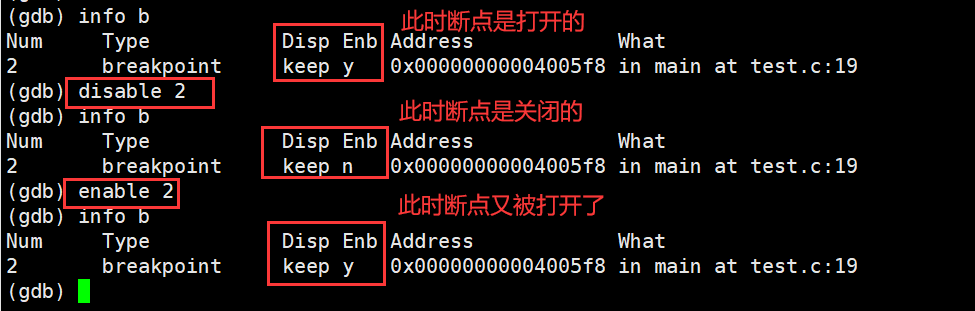 (gdb) info b 此时断点是打开的
Num Type Disp Enb Address What
2 breakpoint keep y 0x00000000004005f8 in main at test.c:19
(gdb) disable 2
(gdb) info b 此时断点是关闭的
Num Type Disp Enb Address What
2 breakpoint keep n 0x00000000004005f8 in main at test.c:19
(gdb) enable 2
(gdb) info b 此时断点又被打开了
Num Type Disp Enb Address What
2 breakpoint keep y 0x00000000004005f8 in main at test.c:19
(gdb)